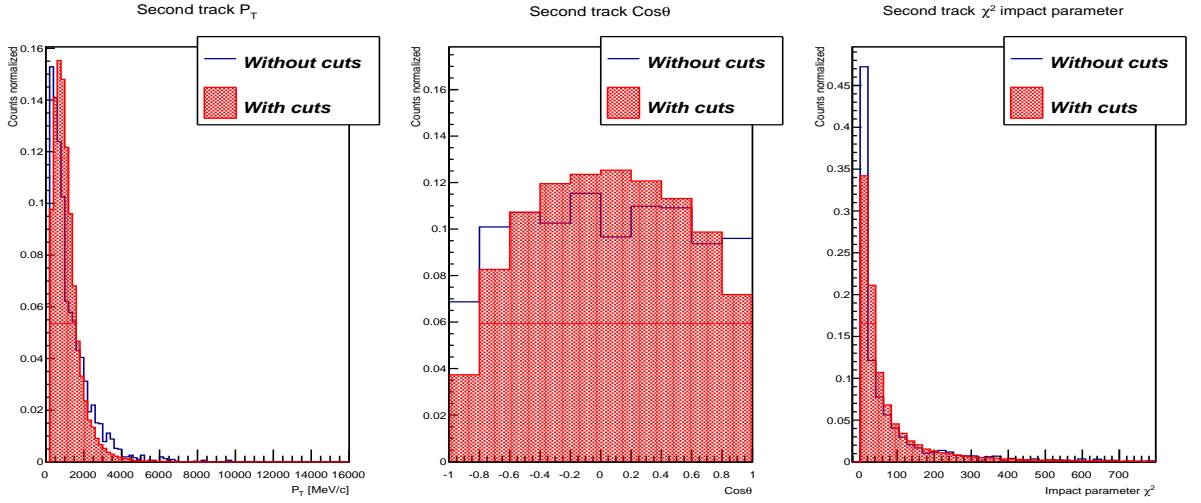 Second track P_T
Counts normalized
0.16
0.14
0.12
0.1
0.08
0.06
0.04
0.02
0
0 2000 4000 6000 8000 10000 12000 14000 16000
P_T [MeV/c]
Without cuts
With cuts
Second track Cosθ
Counts normalized
0.16
0.14
0.12
0.1
0.08
0.06
0.04
0.02
0
-1 -0.8 -0.6 -0.4 -0.2 0 0.2 0.4 0.6 0.8 1
Cosθ
Without cuts
With cuts
Second track χ² impact parameter
Counts normalized
0.45
0.4
0.35
0.3
0.25
0.2
0.15
0.1
0.05
0
0 100 200 300 400 500 600 700
Impact parameter χ²
Without cuts
With cuts